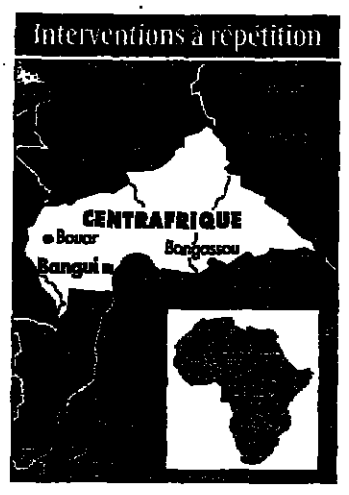 Interventions à répétition
CENTRAFRIQUE
Bouar
Bangassou
Bangui